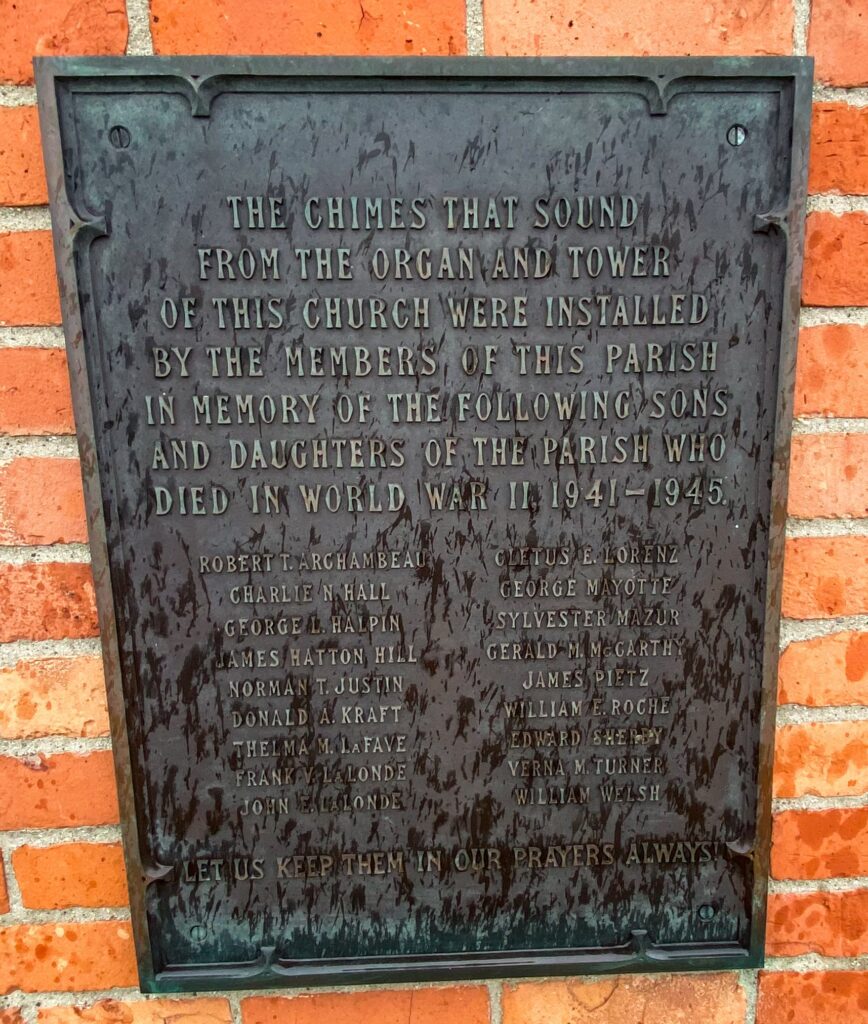 THE CHIMES THAT SOUND
FROM THE ORGAN AND TOWER
OF THIS CHURCH WERE INSTALLED
BY THE MEMBERS OF THIS PARISH
IN MEMORY OF THE FOLLOWING SONS
AND DAUGHTERS OF THE PARISH WHO
DIED IN WORLD WAR II, 1941-1945.
ROBERT T. ARCHAMBEAU
CHARLIE N. HALL
GEORGE L. HALPIN
JAMES HATTON HILL
NORMAN T. JUSTIN
DONALD A. KRAFT
THELMA M. LAFAVE
FRANK V. LALONDE
JOHN E. LALONDE
CLETUS E. LORENZ
GEORGE MAYOTTE
SYLVESTER MAZUR
GERALD M. MCCARTHY
JAMES PIETZ
WILLIAM E. ROCHE
EDWARD
VERNA M. TURNER
WILLIAM WELSH
LET US KEEP THEM IN OUR PRAYERS ALWAYS!